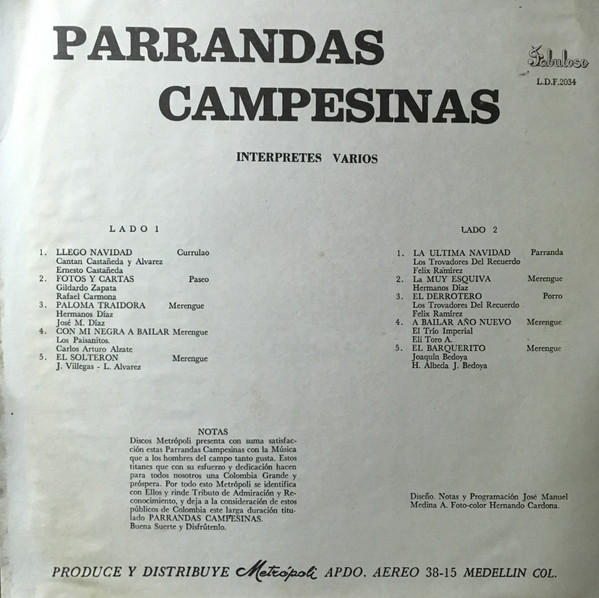 PARRANDAS
CAMPESINAS
Fabuloso
L.D.F. 2034
INTERPRETES VARIOS
LADO 1
1. LLEGO NAVIDAD Currulao
Cantan Castañeda y Alvarez
Ernesto Castañeda
2. FOTOS Y CARTAS Paseo
Gildardo Zapata
Rafael Carmona
3. PALOMA TRAIDORA Merengue
Hermanos Díaz
José M. Díaz
4. CON MI NEGRA A BAILAR Merengue
Los Paisanitos.
Carlos Arturo Alzate
5. EL SOLTERON Merengue
J. Villegas - L. Alvarez
LADO 2
1. LA ULTIMA NAVIDAD Parranda
Los Trovadores Del Recuerdo
Felix Ramírez
2. La MUY ESQUIVA Merengue
Hermanos Díaz
3. EL DERROTERO Porro
Los Trovadores Del Recuerdo
Felix Ramírez
4. A BAILAR AÑO NUEVO Merengue
El Trío Imperial
Elí Toro A.
5. EL BARQUERITO Merengue
Joaquín Bedoya
H. Albeda J. Bedoya
NOTAS
Discos Metrópoli presenta con suma satisfac-
ción estas Parrandas Campesinas con la Música
que a los hombres del campo tanto gusta. Estos
titanes que con su esfuerzo y dedicación hacen
para todos nosotros una Colombia Grande y
próspera. Por todo esto Metrópoli se identifica
con Ellos y rinde Tributo de Admiración y Re-
conocimiento, y deja a la consideración de estos
públicos de Colombia este larga duración titu-
lado PARRANDAS CAMPESINAS.
Buena Suerte y Disfrútenlo.
Diseño. Notas y Programación José Manuel
Medina A. Foto-color Hernando Cardona.
PRODUCE Y DISTRIBUYE Metrópoli APDO. AEREO 38-15 MEDELLIN COL.